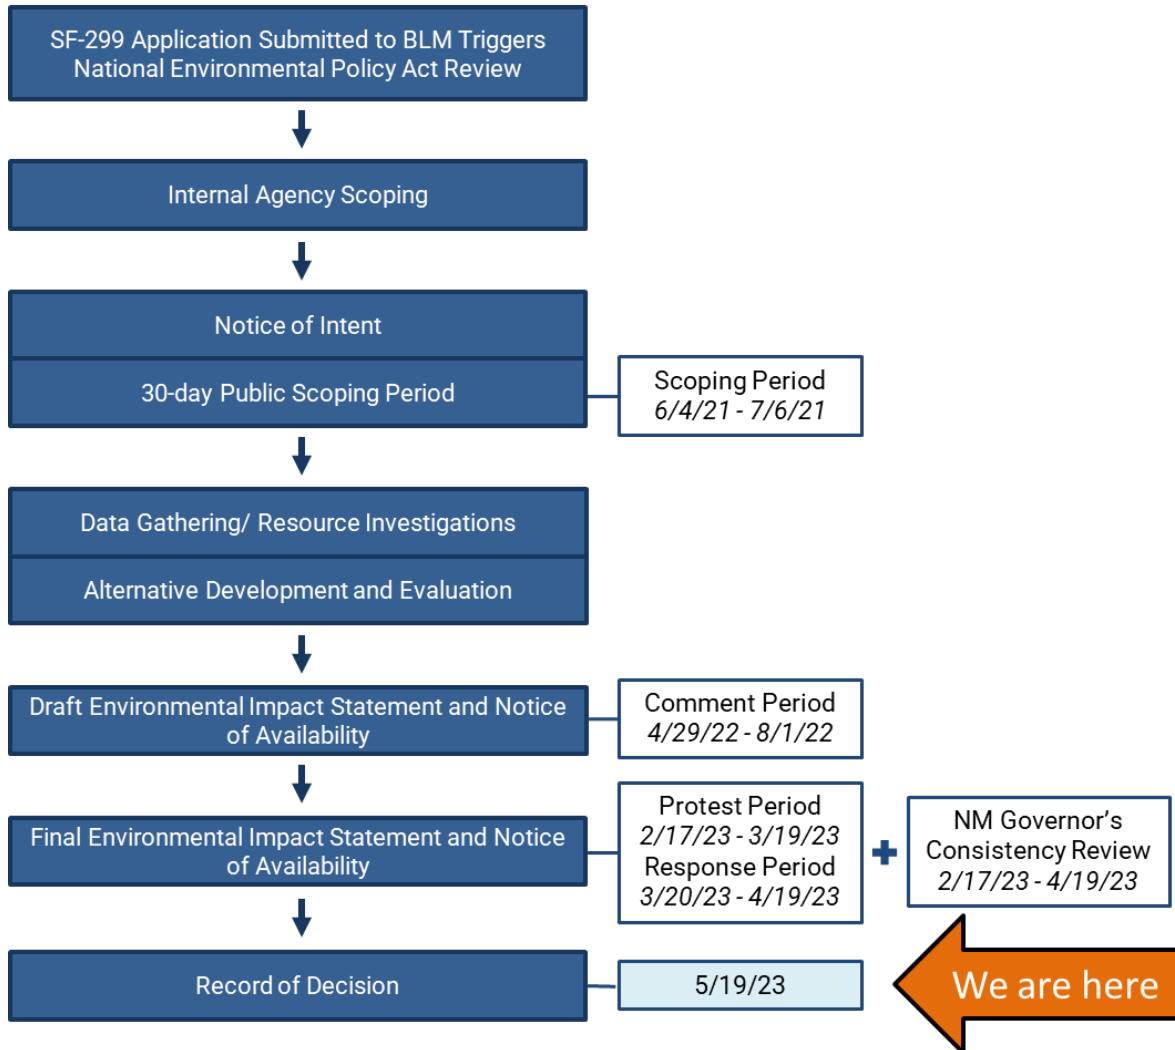 SF-299 Application Submitted to BLM Triggers
National Environmental Policy Act Review
Internal Agency Scoping
Notice of Intent
30-day Public Scoping Period
Scoping Period
6/4/21 - 7/6/21
Data Gathering/ Resource Investigations
Alternative Development and Evaluation
Draft Environmental Impact Statement and Notice
of Availability
Comment Period
4/29/22 - 8/1/22
Final Environmental Impact Statement and Notice
of Availability
Protest Period
2/17/23 - 3/19/23
Response Period
3/20/23 - 4/19/23
NM Governor's
Consistency Review
2/17/23 - 4/19/23
Record of Decision
5/19/23
We are here